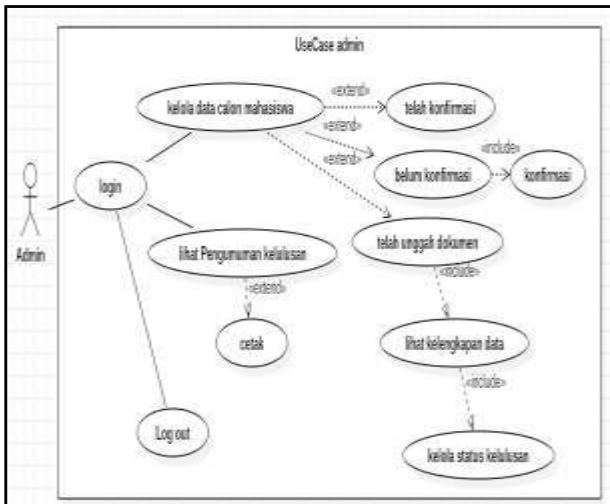 UseCase admin
«extend»
kelola data calon mahasiswa
telah konfirmasi
«extend»
«include»
«extend»
login
belum konfirmasi
konfirmasi
Admin
lihat Pengumuman kelulusan
telah unggah dokumen
«extend»
«include»
cetak
lihat kelengkapan data
«include»
Log out
kelola status kelulusan